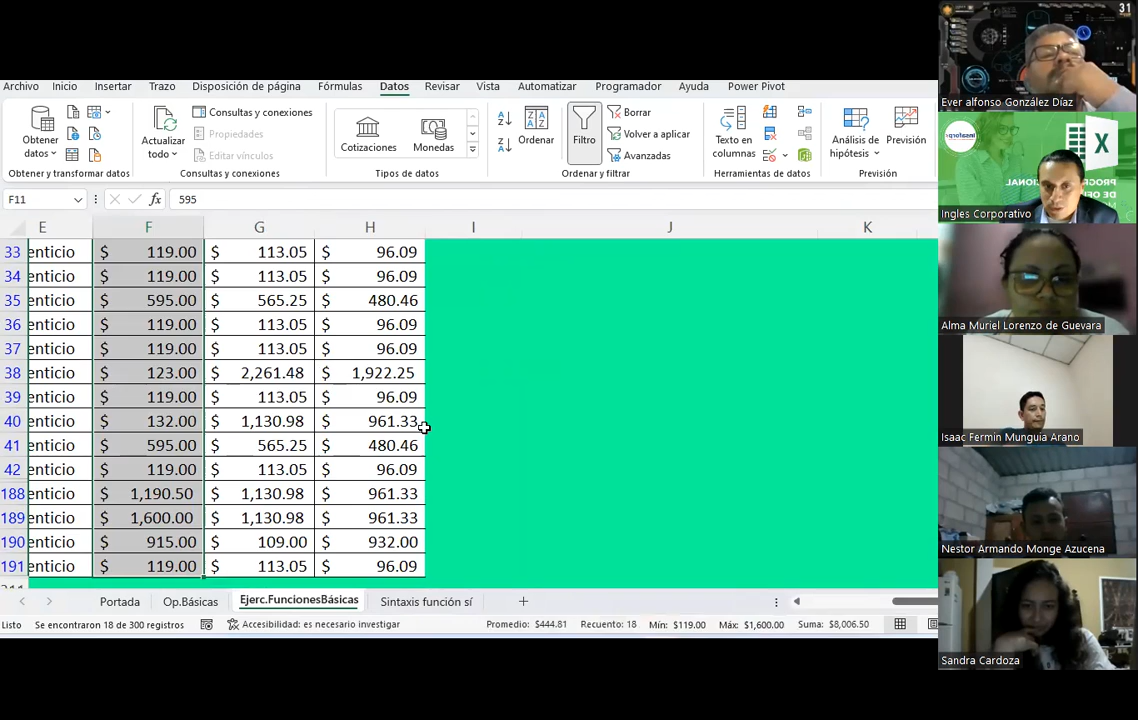 Archivo Inicio Insertar Trazo Disposición de página Fórmulas Datos Revisar Vista Automatizar Programador Ayuda Power Pivot
Obtener datos
Actualizar todo
Consultas y conexiones
Propiedades
Editar vínculos
Cotizaciones
Monedas
Ordenar
Filtro
Borrar
Volver a aplicar
Avanzadas
Texto en columnas
Análisis de hipótesis
Previsión
Obtener y transformar datos
Consultas y conexiones
Tipos de datos
Ordenar y filtrar
Herramientas de datos
Previsión
F11 fx 595
E F G H I J K
33 enticio $ 119.00 $ 113.05 $ 96.09
34 enticio $ 119.00 $ 113.05 $ 96.09
35 enticio $ 595.00 $ 565.25 $ 480.46
36 enticio $ 119.00 $ 113.05 $ 96.09
37 enticio $ 119.00 $ 113.05 $ 96.09
38 enticio $ 123.00 $ 2,261.48 $ 1,922.25
39 enticio $ 119.00 $ 113.05 $ 96.09
40 enticio $ 132.00 $ 1,130.98 $ 961.33
41 enticio $ 595.00 $ 565.25 $ 480.46
42 enticio $ 119.00 $ 113.05 $ 96.09
188 enticio $ 1,190.50 $ 1,130.98 $ 961.33
189 enticio $ 1,600.00 $ 1,130.98 $ 961.33
190 enticio $ 915.00 $ 109.00 $ 932.00
191 enticio $ 119.00 $ 113.05 $ 96.09
Portada Op.Básicas Ejerc.FuncionesBásicas Sintaxis función sí
Listo Se encontraron 18 de 300 registros Accesibilidad: es necesario investigar Promedio: $444.81 Recuento: 18 Mín: $119.00 Máx: $1,600.00 Suma: $8,006.50
31
Ever alfonso González Díaz
Ingles Corporativo
Alma Muriel Lorenzo de Guevara
Isaac Fermin Munguia Arano
Nestor Armando Monge Azucena
Sandra Cardoza